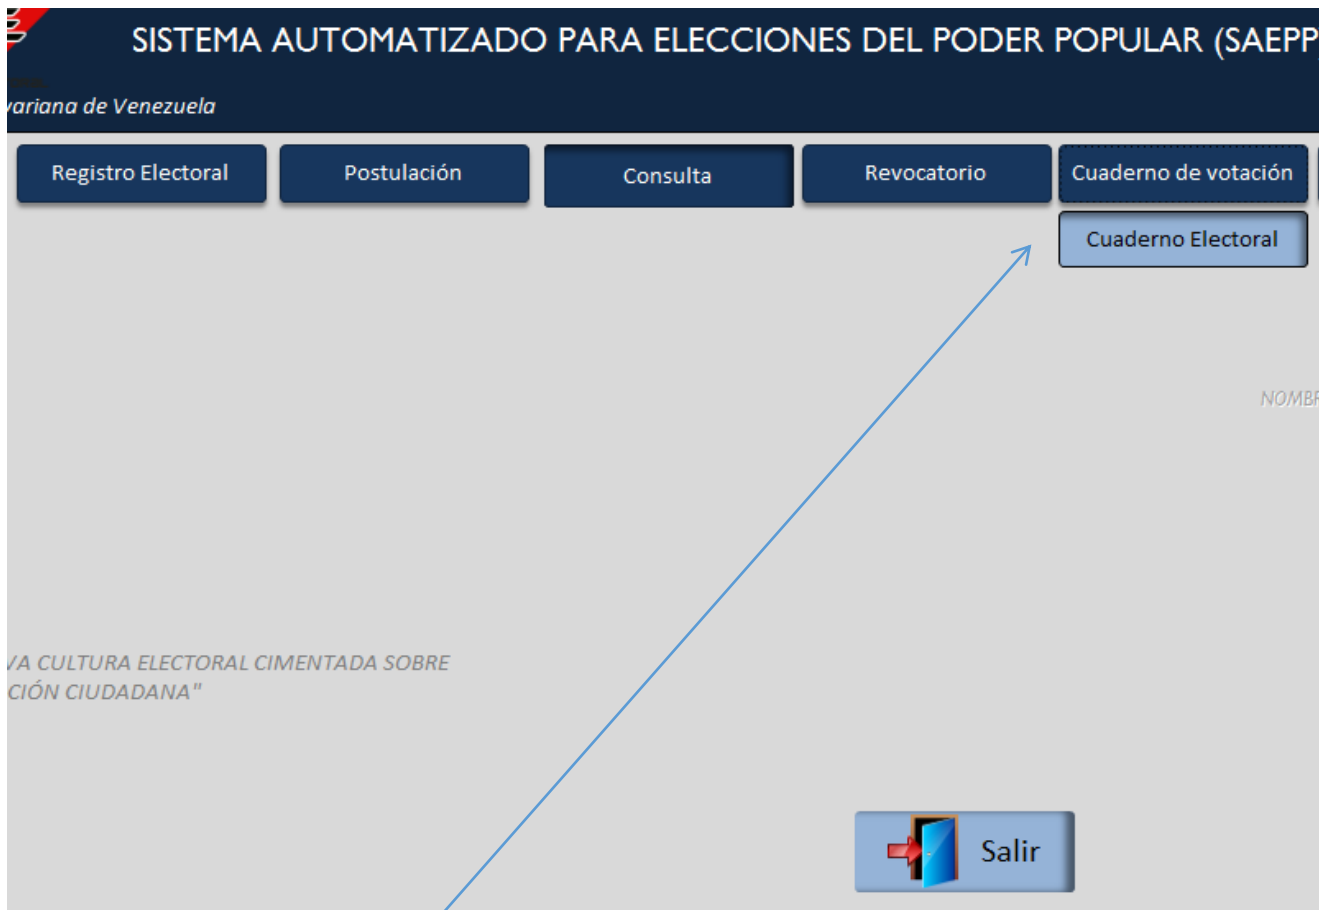 SISTEMA AUTOMATIZADO PARA ELECCIONES DEL PODER POPULAR (SAEPP
variana de Venezuela
Registro Electoral
Postulación
Consulta
Revocatorio
Cuaderno de votación
Cuaderno Electoral
NOMBR
VA CULTURA ELECTORAL CIMENTADA SOBRE
CIÓN CIUDADANA"
Salir